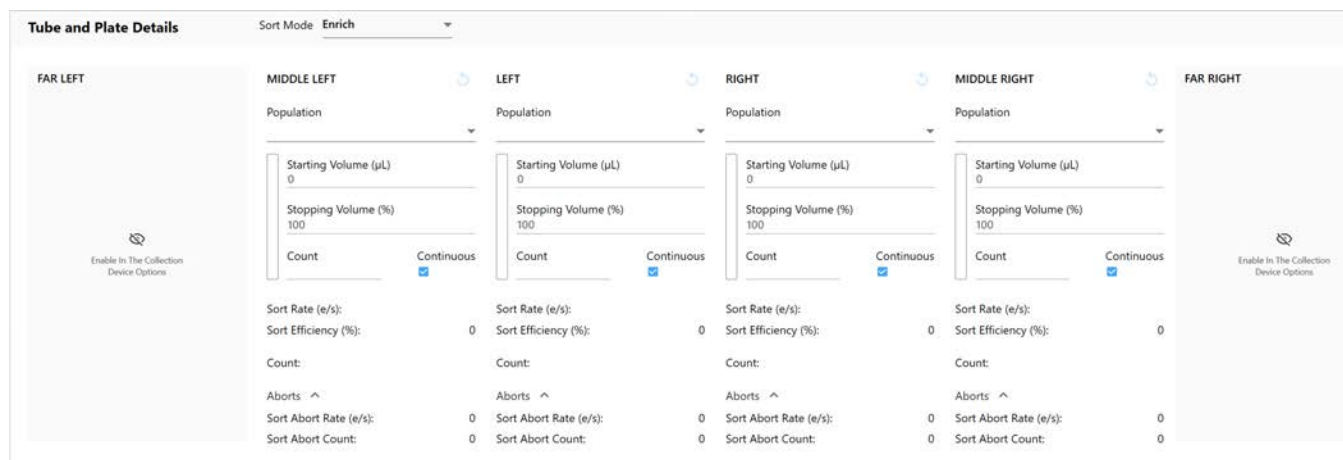 Tube and Plate Details
Sort Mode Enrich
FAR LEFT
Enable In The Collection
Device Options
MIDDLE LEFT
Population
Starting Volume (µL)
0
Stopping Volume (%)
100
Count Continuous
Sort Rate (e/s):
Sort Efficiency (%): 0
Count:
Aborts
Sort Abort Rate (e/s): 0
Sort Abort Count: 0
LEFT
Population
Starting Volume (µL)
0
Stopping Volume (%)
100
Count Continuous
Sort Rate (e/s):
Sort Efficiency (%): 0
Count:
Aborts
Sort Abort Rate (e/s): 0
Sort Abort Count: 0
RIGHT
Population
Starting Volume (µL)
0
Stopping Volume (%)
100
Count Continuous
Sort Rate (e/s):
Sort Efficiency (%): 0
Count:
Aborts
Sort Abort Rate (e/s): 0
Sort Abort Count: 0
MIDDLE RIGHT
Population
Starting Volume (µL)
0
Stopping Volume (%)
100
Count Continuous
Sort Rate (e/s):
Sort Efficiency (%): 0
Count:
Aborts
Sort Abort Rate (e/s): 0
Sort Abort Count: 0
FAR RIGHT
Enable In The Collection
Device Options